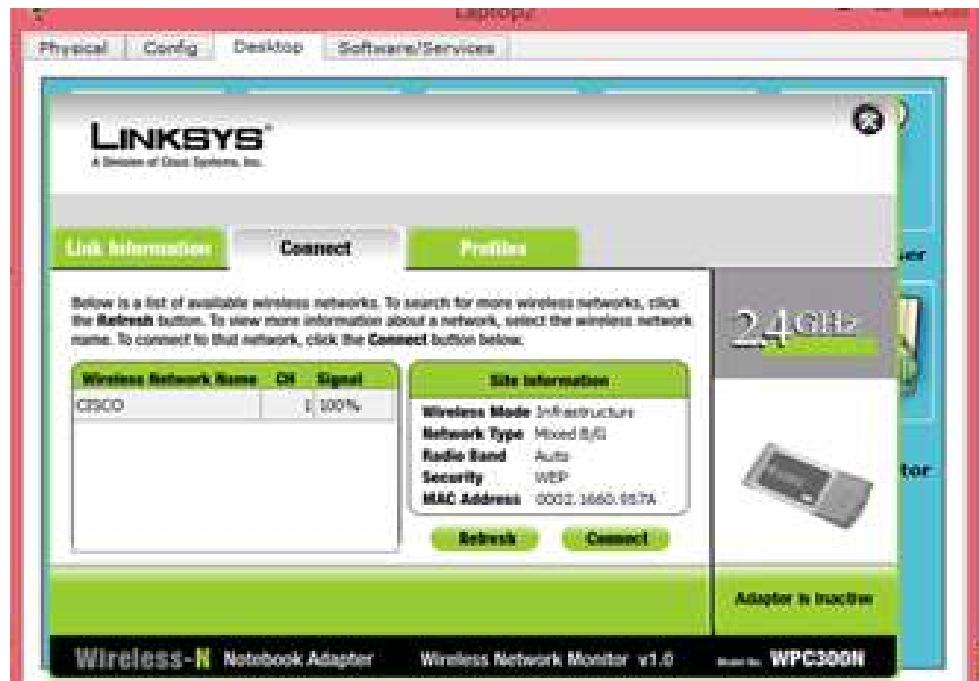 Physical Config Desktop Software/Services
LINKSYS
A Division of Cisco Systems, Inc.
Link Information Connect Profiles
Below is a list of available wireless networks. To search for more wireless networks, click
the Refresh button. To view more information about a network, select the wireless network
name. To connect to that network, click the Connect button below.
2.4GHz
Wireless Network Name CH Signal
CISCO 1 100%
Site Information
Wireless Mode Infrastructure
Network Type Mixed B/G
Radio Band Auto
Security WEP
MAC Address
Refresh Connect
Adapter is Inactive
Wireless-N Notebook Adapter Wireless Network Monitor v1.0 Model No. WPC300N